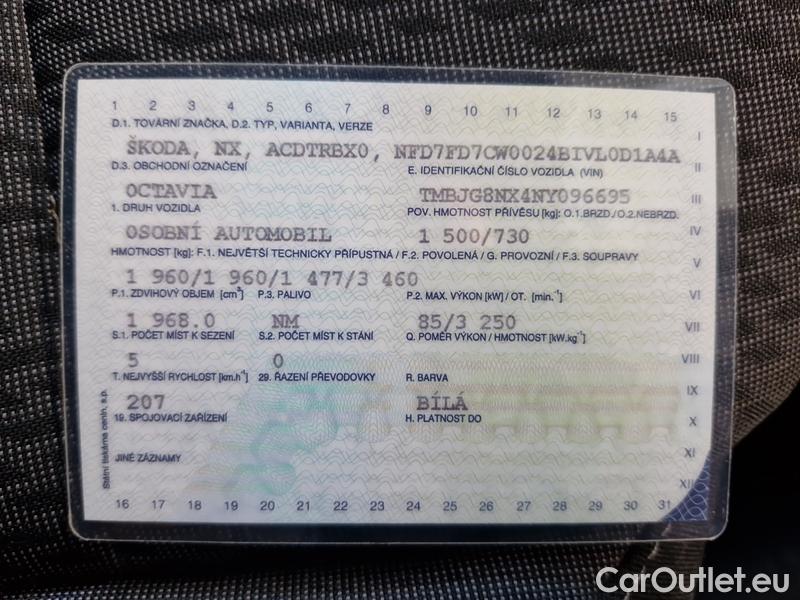 1 2 3 4 5 6 7 8 9 10 11 12 13 14 15
D.1. TOVÁRNÍ ZNAČKA, D.2. TYP, VARIANTA, VERZE
I
ŠKODA, NX, ACDTRBX0, NFD7FD7CW0024BIVL0D1A4A
D.3. OBCHODNÍ OZNAČENÍ E. IDENTIFIKAČNÍ ČÍSLO VOZIDLA (VIN)
II
OCTAVIA TMBJG8NX4NY096695
III
1. DRUH VOZIDLA POV. HMOTNOST PŘÍVĚSU [kg]: O.1.BRZD./O.2.NEBRZD.
OSOBNÍ AUTOMOBIL 1 500/730
IV
HMOTNOST [kg]: F.1. NEJVĚTŠÍ TECHNICKY PŘÍPUSTNÁ / F.2. POVOLENÁ / G. PROVOZNÍ / F.3. SOUPRAVY
V
1 960/1 960/1 477/3 460
P.1. ZDVIHOVÝ OBJEM [cm³] P.3. PALIVO P.2. MAX. VÝKON [kW] / OT. [min.⁻¹]
VI
1 968.0 NM 85/3 250
VII
S.1. POČET MÍST K SEZENÍ S.2. POČET MÍST K STÁNÍ Q. POMĚR VÝKON / HMOTNOST [kW.kg⁻¹]
5 0
VIII
T. NEJVYŠŠÍ RYCHLOST [km.h⁻¹] 29. ŘAZENÍ PŘEVODOVKY R. BARVA
IX
207 BÍLÁ
19. SPOJOVACÍ ZAŘÍZENÍ H. PLATNOST DO
X
JINÉ ZÁZNAMY
XI
XII
Státní tiskárna cenin, s.p.
16 17 18 19 20 21 22 23 24 25 26 27 28 29 30 31
CarOutlet.eu